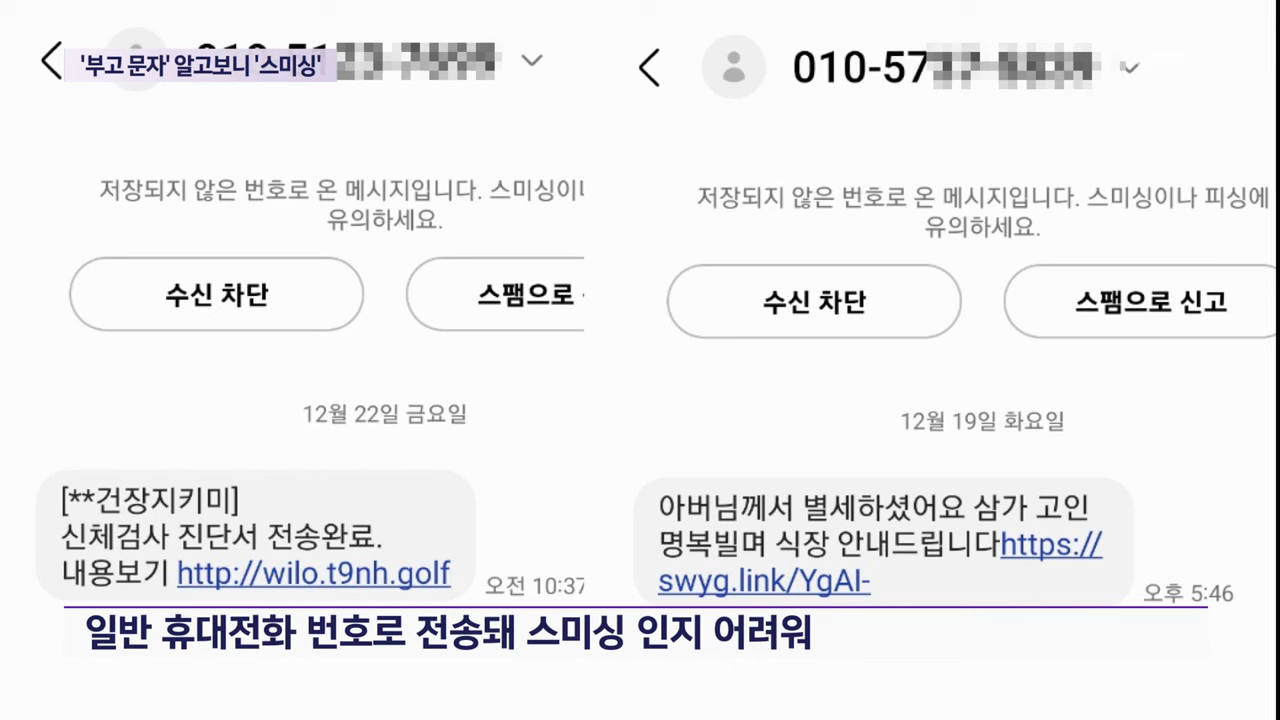 '부고 문자' 알고보니 '스미싱'
저장되지 않은 번호로 온 메시지입니다. 스미싱이
유의하세요.
수신 차단
스팸으로
12월 22일 금요일
[**건장지키미]
신체검사 진단서 전송완료.
내용보기 http://wilo.t9nh.golf
오전 10:37
010-57
저장되지 않은 번호로 온 메시지입니다. 스미싱이나 피싱에
유의하세요.
수신 차단
스팸으로 신고
12월 19일 화요일
아버님께서 별세하셨어요 삼가 고인
명복빌며 식장 안내드립니다https://
swyg.link/YgAI-
오후 5:46
일반 휴대전화 번호로 전송돼 스미싱 인지 어려워